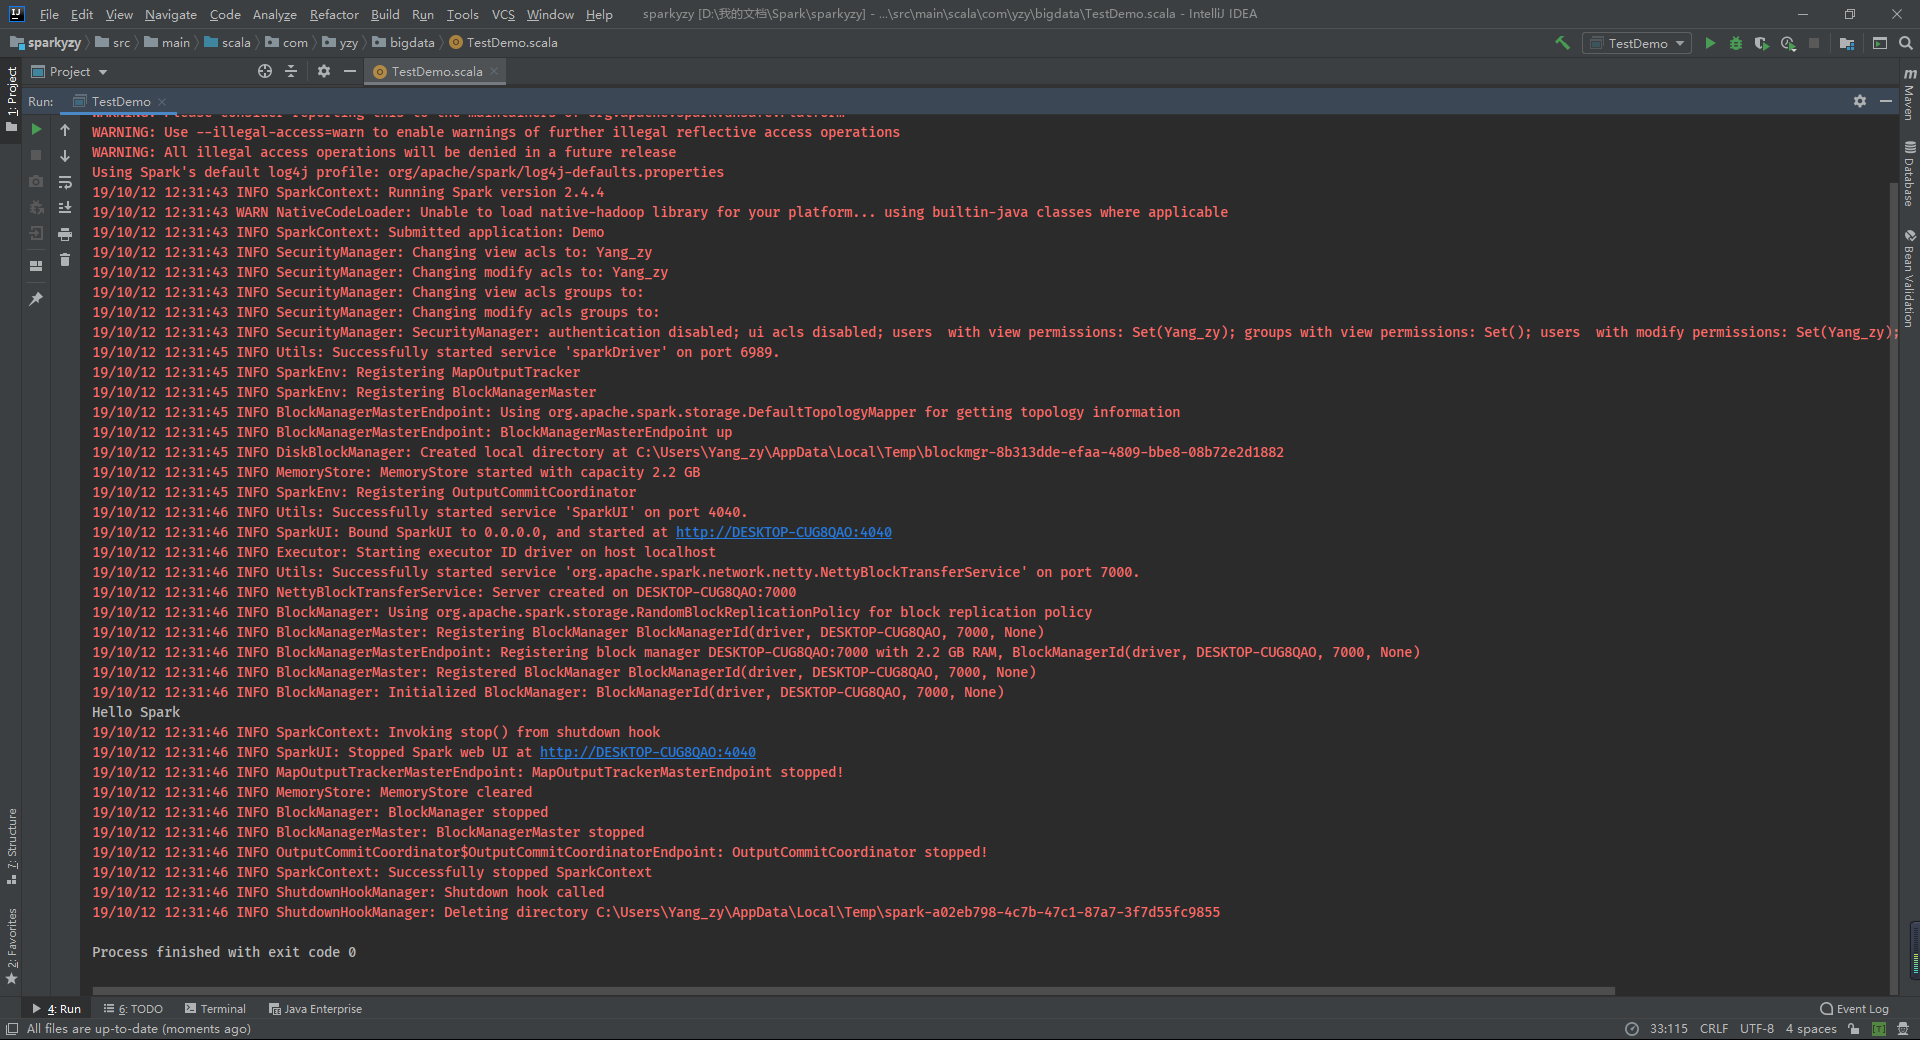 File Edit View Navigate Code Analyze Refactor Build Run Tools VCS Window Help sparkyzy [D:\我的文档\Spark\sparkyzy] - ...\src\main\scala\com\yzy\bigdata\TestDemo.scala - IntelliJ IDEA
sparkyzy src main scala com yzy bigdata TestDemo.scala TestDemo
Project TestDemo.scala
Run: TestDemo
WARNING: Please consider reporting this to the maintainers of org.apache.spark.unsafe.Platform
WARNING: Use --illegal-access=warn to enable warnings of further illegal reflective access operations
WARNING: All illegal access operations will be denied in a future release
Using Spark's default log4j profile: org/apache/spark/log4j-defaults.properties
19/10/12 12:31:43 INFO SparkContext: Running Spark version 2.4.4
19/10/12 12:31:43 WARN NativeCodeLoader: Unable to load native-hadoop library for your platform... using builtin-java classes where applicable
19/10/12 12:31:43 INFO SparkContext: Submitted application: Demo
19/10/12 12:31:43 INFO SecurityManager: Changing view acls to: Yang_zy
19/10/12 12:31:43 INFO SecurityManager: Changing modify acls to: Yang_zy
19/10/12 12:31:43 INFO SecurityManager: Changing view acls groups to:
19/10/12 12:31:43 INFO SecurityManager: Changing modify acls groups to:
19/10/12 12:31:43 INFO SecurityManager: SecurityManager: authentication disabled; ui acls disabled; users  with view permissions: Set(Yang_zy); groups with view permissions: Set(); users  with modify permissions: Set(Yang_zy);
19/10/12 12:31:45 INFO Utils: Successfully started service 'sparkDriver' on port 6989.
19/10/12 12:31:45 INFO SparkEnv: Registering MapOutputTracker
19/10/12 12:31:45 INFO SparkEnv: Registering BlockManagerMaster
19/10/12 12:31:45 INFO BlockManagerMasterEndpoint: Using org.apache.spark.storage.DefaultTopologyMapper for getting topology information
19/10/12 12:31:45 INFO BlockManagerMasterEndpoint: BlockManagerMasterEndpoint up
19/10/12 12:31:45 INFO DiskBlockManager: Created local directory at C:\Users\Yang_zy\AppData\Local\Temp\blockmgr-8b313dde-efaa-4809-bbe8-08b72e2d1882
19/10/12 12:31:45 INFO MemoryStore: MemoryStore started with capacity 2.2 GB
19/10/12 12:31:45 INFO SparkEnv: Registering OutputCommitCoordinator
19/10/12 12:31:46 INFO Utils: Successfully started service 'SparkUI' on port 4040.
19/10/12 12:31:46 INFO SparkUI: Bound SparkUI to 0.0.0.0, and started at http://DESKTOP-CUG8QAO:4040
19/10/12 12:31:46 INFO Executor: Starting executor ID driver on host localhost
19/10/12 12:31:46 INFO Utils: Successfully started service 'org.apache.spark.network.netty.NettyBlockTransferService' on port 7000.
19/10/12 12:31:46 INFO NettyBlockTransferService: Server created on DESKTOP-CUG8QAO:7000
19/10/12 12:31:46 INFO BlockManager: Using org.apache.spark.storage.RandomBlockReplicationPolicy for block replication policy
19/10/12 12:31:46 INFO BlockManagerMaster: Registering BlockManager BlockManagerId(driver, DESKTOP-CUG8QAO, 7000, None)
19/10/12 12:31:46 INFO BlockManagerMasterEndpoint: Registering block manager DESKTOP-CUG8QAO:7000 with 2.2 GB RAM, BlockManagerId(driver, DESKTOP-CUG8QAO, 7000, None)
19/10/12 12:31:46 INFO BlockManagerMaster: Registered BlockManager BlockManagerId(driver, DESKTOP-CUG8QAO, 7000, None)
19/10/12 12:31:46 INFO BlockManager: Initialized BlockManager: BlockManagerId(driver, DESKTOP-CUG8QAO, 7000, None)
Hello Spark
19/10/12 12:31:46 INFO SparkContext: Invoking stop() from shutdown hook
19/10/12 12:31:46 INFO SparkUI: Stopped Spark web UI at http://DESKTOP-CUG8QAO:4040
19/10/12 12:31:46 INFO MapOutputTrackerMasterEndpoint: MapOutputTrackerMasterEndpoint stopped!
19/10/12 12:31:46 INFO MemoryStore: MemoryStore cleared
19/10/12 12:31:46 INFO BlockManager: BlockManager stopped
19/10/12 12:31:46 INFO BlockManagerMaster: BlockManagerMaster stopped
19/10/12 12:31:46 INFO OutputCommitCoordinator$OutputCommitCoordinatorEndpoint: OutputCommitCoordinator stopped!
19/10/12 12:31:46 INFO SparkContext: Successfully stopped SparkContext
19/10/12 12:31:46 INFO ShutdownHookManager: Shutdown hook called
19/10/12 12:31:46 INFO ShutdownHookManager: Deleting directory C:\Users\Yang_zy\AppData\Local\Temp\spark-a02eb798-4c7b-47c1-87a7-3f7d55fc9855
Process finished with exit code 0
1: Project
7: Structure
2: Favorites
Maven
Database
Bean Validation
4: Run 6: TODO Terminal Java Enterprise Event Log
All files are up-to-date (moments ago) 33:115 CRLF UTF-8 4 spaces